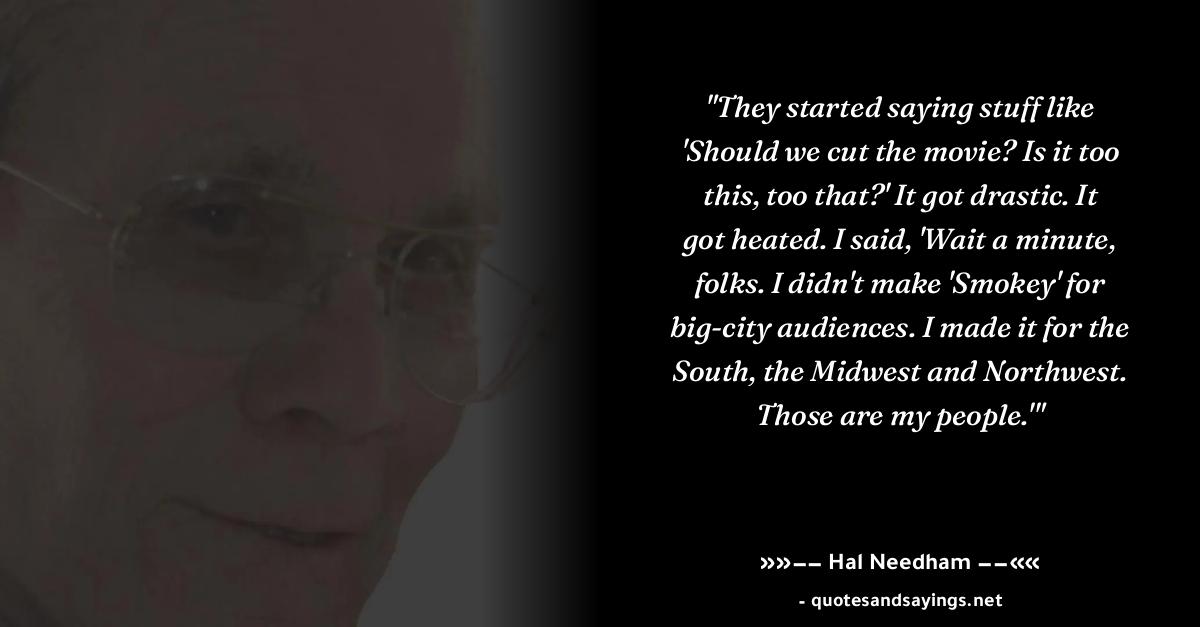 "They started saying stuff like
'Should we cut the movie? Is it too
this, too that?' It got drastic. It
got heated. I said, 'Wait a minute,
folks. I didn't make 'Smokey' for
big-city audiences. I made it for the
South, the Midwest and Northwest.
Those are my people.'"
»»−− Hal Needham −−««
- quotesandsayings.net